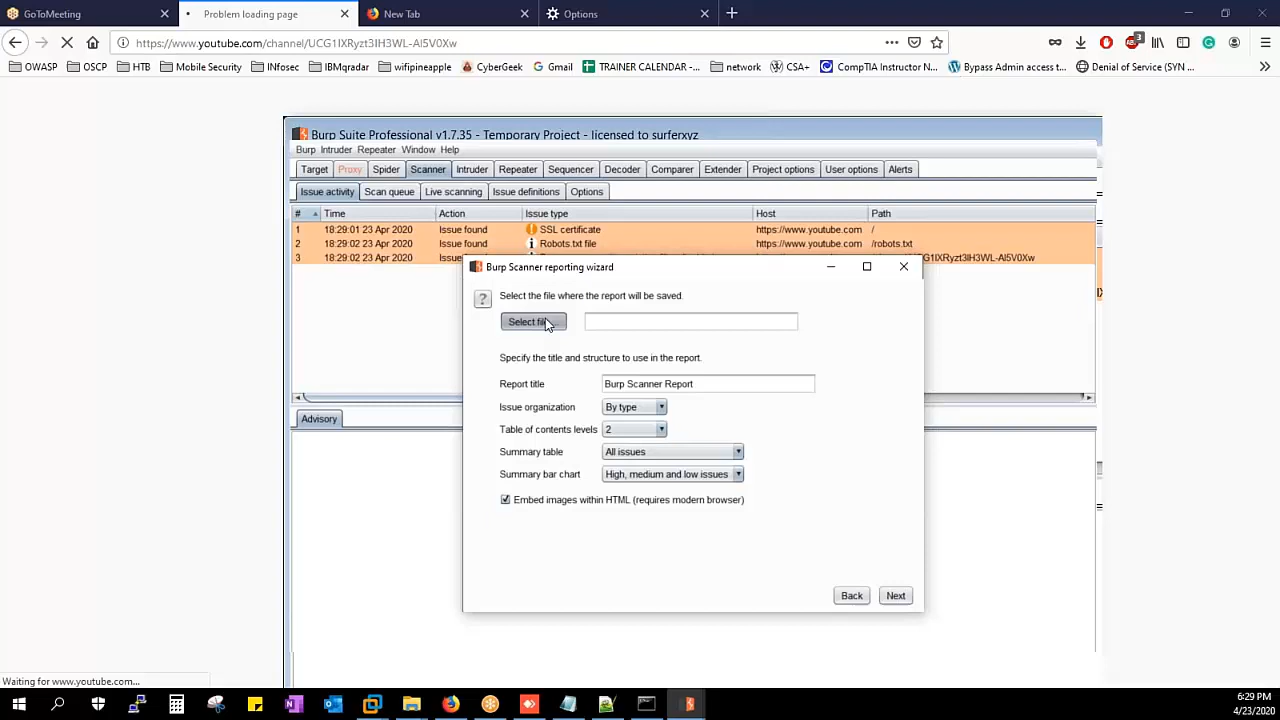 GoToMeeting
Problem loading page
New Tab
Options
https://www.youtube.com/channel/UCG1IXRyzt3IH3WL-Al5V0Xw
3
OWASP OSCP HTB Mobile Security INfosec IBMqradar wifipineapple CyberGeek Gmail TRAINER CALENDAR -... network CSA+ CompTIA Instructor N... Bypass Admin access t... Denial of Service (SYN ...
Burp Suite Professional v1.7.35 - Temporary Project - licensed to surferxyz
Burp Intruder Repeater Window Help
Target Proxy Spider Scanner Intruder Repeater Sequencer Decoder Comparer Extender Project options User options Alerts
Issue activity Scan queue Live scanning Issue definitions Options
# Time Action Issue type Host Path
1 18:29:01 23 Apr 2020 Issue found SSL certificate https://www.youtube.com /
2 18:29:02 23 Apr 2020 Issue found Robots.txt file https://www.youtube.com /robots.txt
3 18:29:02 23 Apr 2020 UCG1IXRyzt3IH3WL-Al5V0Xw
Burp Scanner reporting wizard
? Select the file where the report will be saved.
Select file ...
Specify the title and structure to use in the report.
Report title Burp Scanner Report
Issue organization By type
Table of contents levels 2
Summary table All issues
Summary bar chart High, medium and low issues
Embed images within HTML (requires modern browser)
Back Next
Advisory
Waiting for www.youtube.com...
6:29 PM
4/23/2020